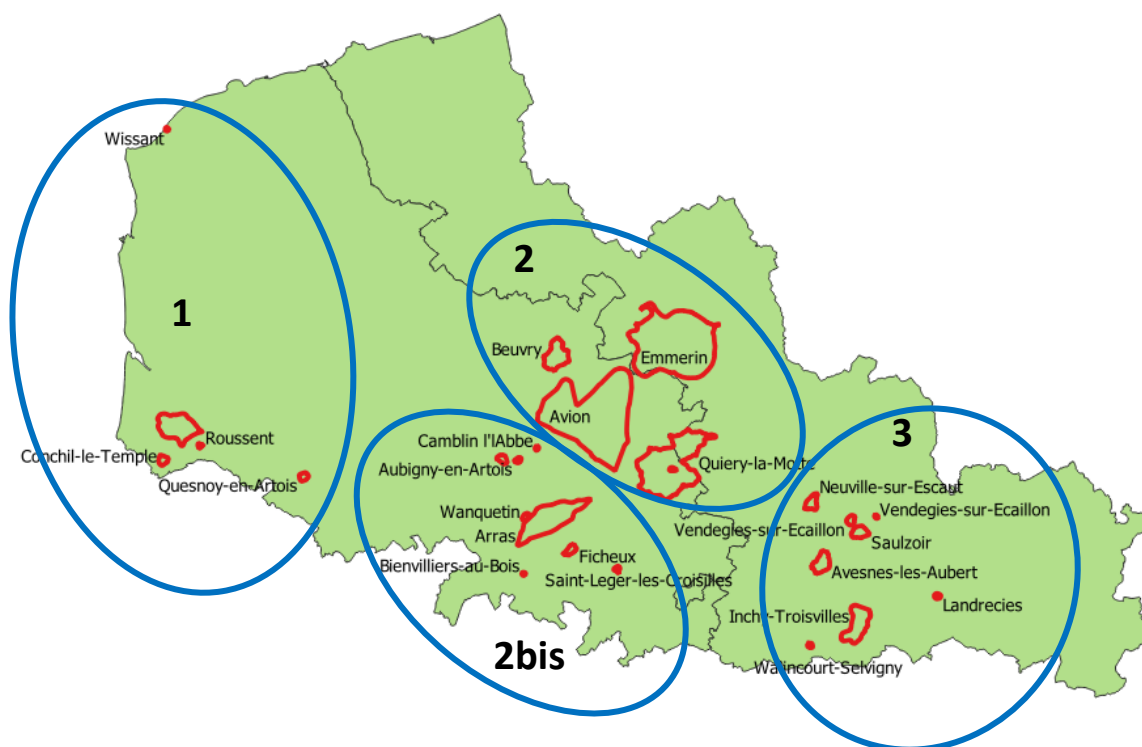 Wissant
1
Roussent
Conchil-le-Temple
Quesnoy-en-Artois
2
Beuvry
Emmerin
Avion
Quiery-la-Motte
Camblin l'lAbbe
Aubigny-en-Artois
Wanquetin
Arras
Ficheux
Bienvilliers-au-Bois
Saint-Leger-les-Croisilles
2bis
3
Neuville-sur-Escaut
Vendegies-sur-Ecaillon
Vendegies-sur-Ecaillon
Saulzoir
Avesnes-les-Aubert
Landrecies
Inchy-Troisvilles
Walincourt-Selvigny